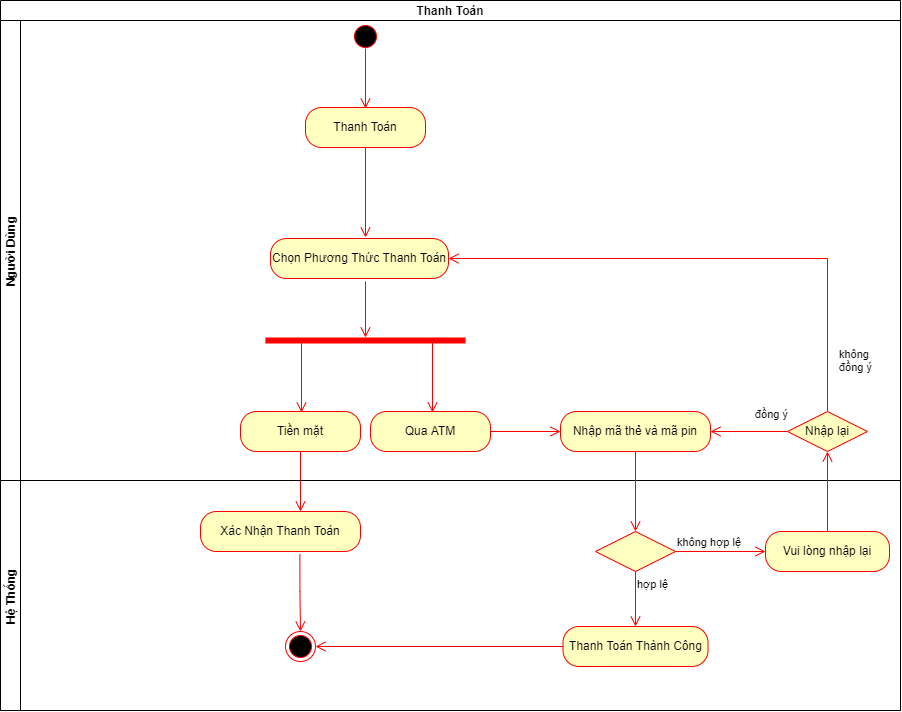 Thanh Toán
Người Dùng
Thanh Toán
Chọn Phương Thức Thanh Toán
không
đồng ý
đồng ý
Tiền mặt
Qua ATM
Nhập mã thẻ và mã pin
Nhập lại
Hệ Thống
Xác Nhận Thanh Toán
không hợp lệ
Vui lòng nhập lại
hợp lệ
Thanh Toán Thành Công